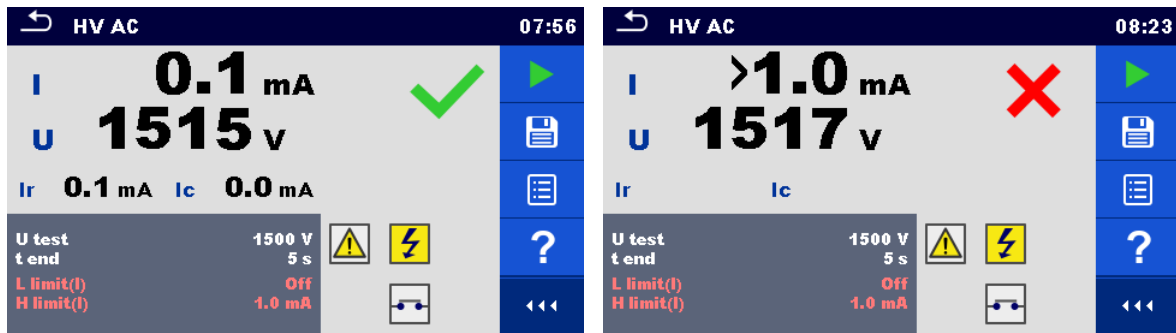 HV AC 07:56
I 0.1 mA
U 1515 V
Ir 0.1 mA Ic 0.0 mA
U test 1500 V
t end 5 s
L limit(I) Off
H limit(I) 1.0 mA
?
HV AC 08:23
I >1.0 mA
U 1517 V
Ir Ic
U test 1500 V
t end 5 s
L limit(I) Off
H limit(I) 1.0 mA
?